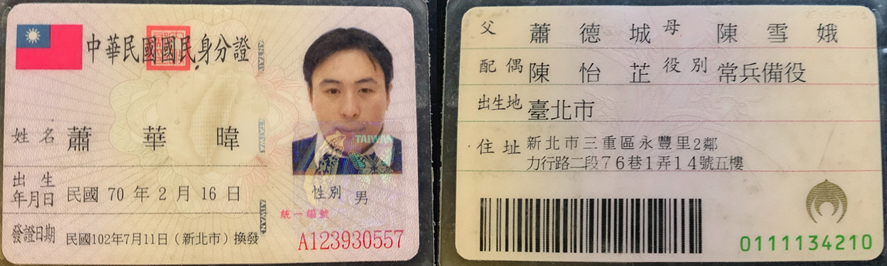 中華民國國民身分證
姓名 蕭華暐
出生年月日 民國 70 年 2 月 16 日
性別 男
發證日期 民國102年7月11日（新北市）換發
統一編號
A123930557
TAIWAN
父 蕭德城 母 陳雪娥
配偶 陳怡芷 役別 常兵備役
出生地 臺北市
住址 新北市三重區永豐里2鄰
力行路二段76巷1弄14號五樓
0111134210